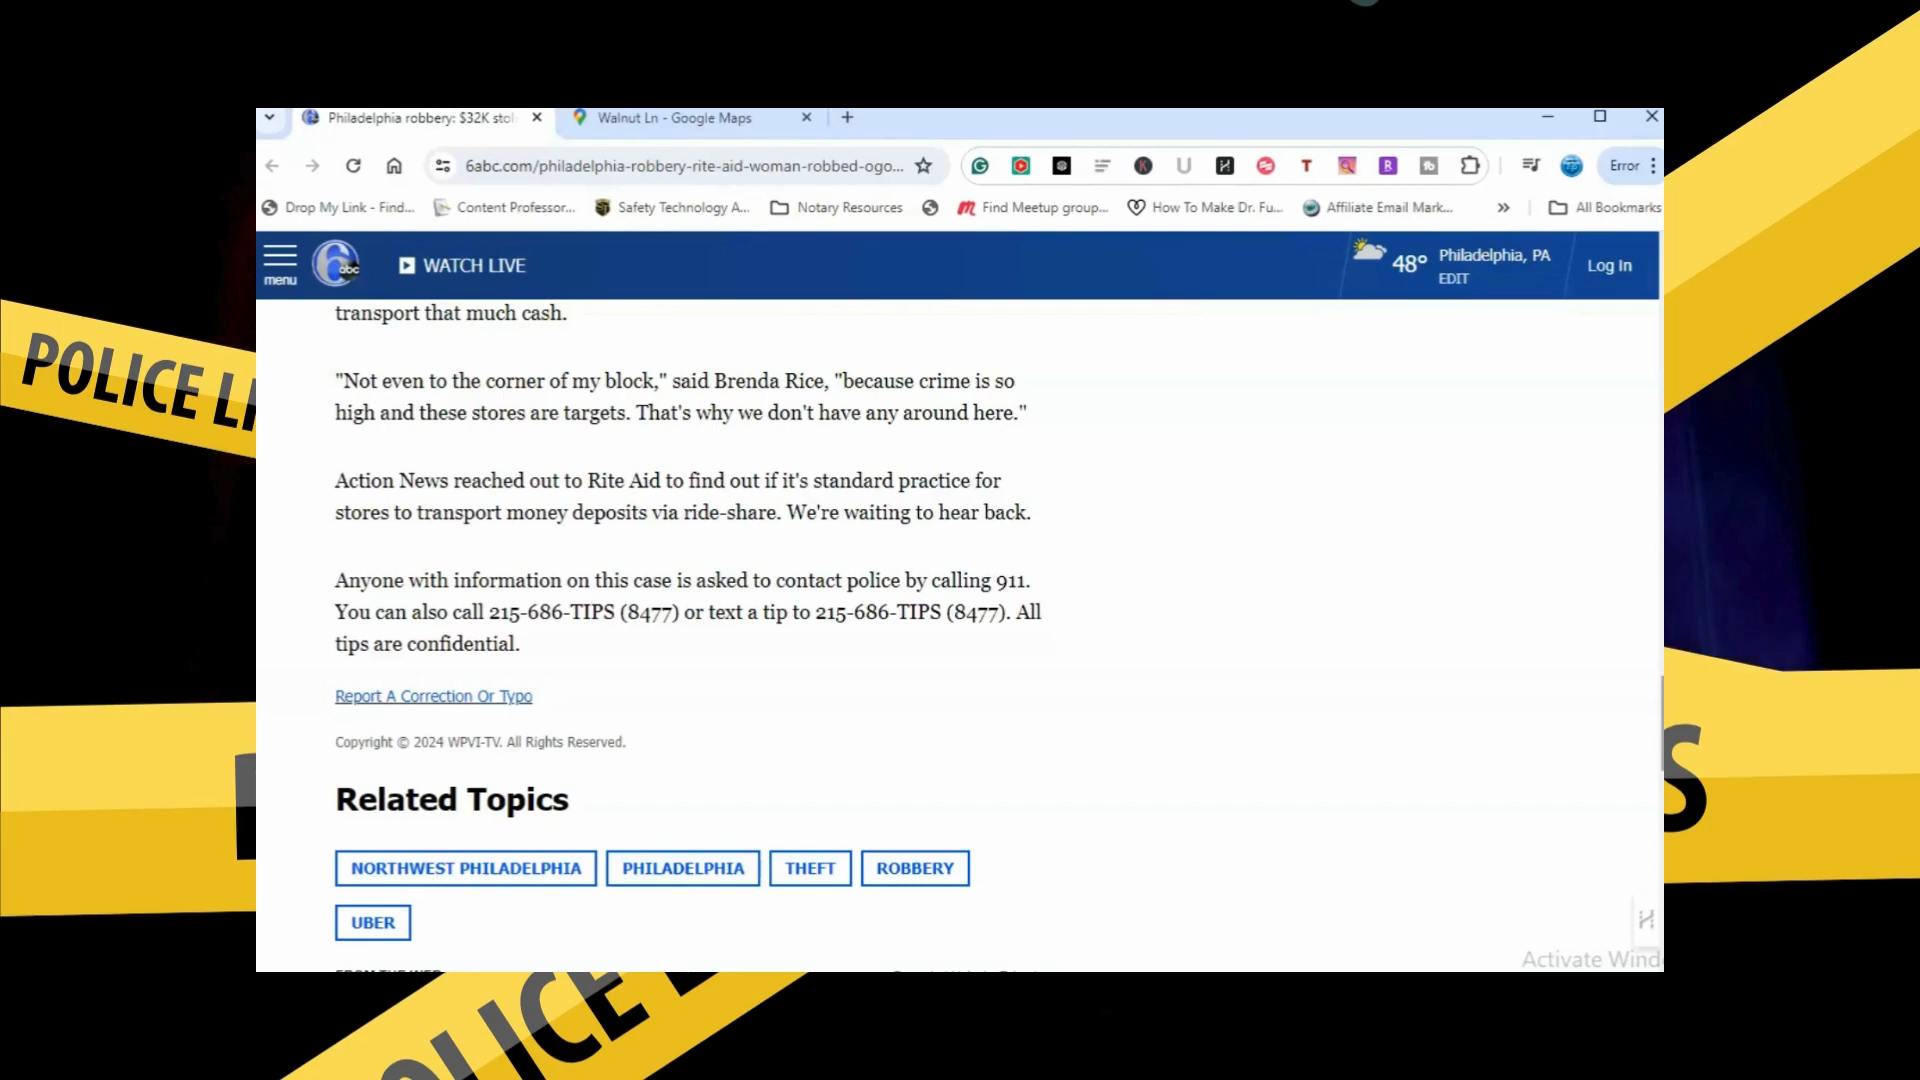 Philadelphia robbery: $32K stol
Walnut Ln - Google Maps
6abc.com/philadelphia-robbery-rite-aid-woman-robbed-ogo...
Error
Drop My Link - Find...
Content Professor...
Safety Technology A...
Notary Resources
Find Meetup group...
How To Make Dr. Fu...
Affiliate Email Mark...
All Bookmarks
menu
6abc
WATCH LIVE
48°
Philadelphia, PA
EDIT
Log In
transport that much cash.
"Not even to the corner of my block," said Brenda Rice, "because crime is so
high and these stores are targets. That's why we don't have any around here."
Action News reached out to Rite Aid to find out if it's standard practice for
stores to transport money deposits via ride-share. We're waiting to hear back.
Anyone with information on this case is asked to contact police by calling 911.
You can also call 215-686-TIPS (8477) or text a tip to 215-686-TIPS (8477). All
tips are confidential.
Report A Correction Or Typo
Copyright © 2024 WPVI-TV. All Rights Reserved.
Related Topics
NORTHWEST PHILADELPHIA
PHILADELPHIA
THEFT
ROBBERY
UBER
Activate Wind
POLICE LI
S
POLICE